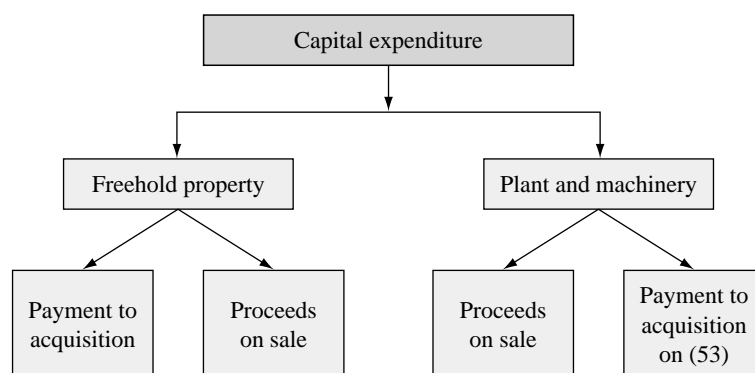 Capital expenditure
Freehold property
Plant and machinery
Payment to
acquisition
Proceeds
on sale
Proceeds
on sale
Payment to
acquisition
on (53)